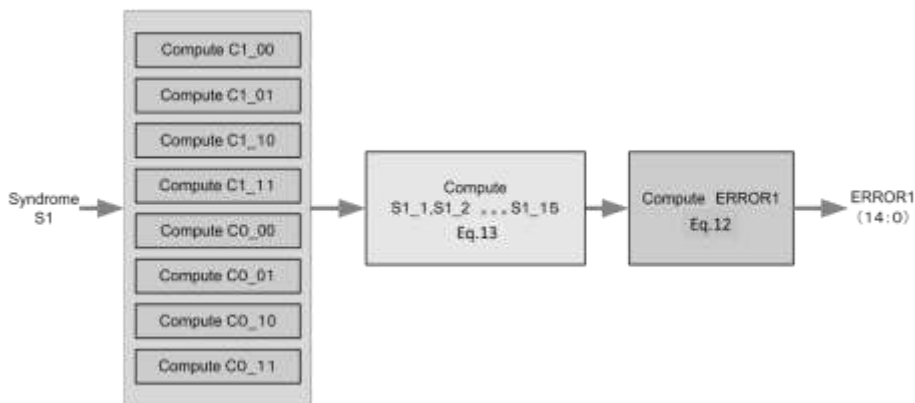 Syndrome
S1
Compute C1_00
Compute C1_01
Compute C1_10
Compute C1_11
Compute C0_00
Compute C0_01
Compute C0_10
Compute C0_11
Compute
S1_1,S1_2 ...S1_15
Eq.13
Compute ERROR1
Eq.12
ERROR1
(14:0)